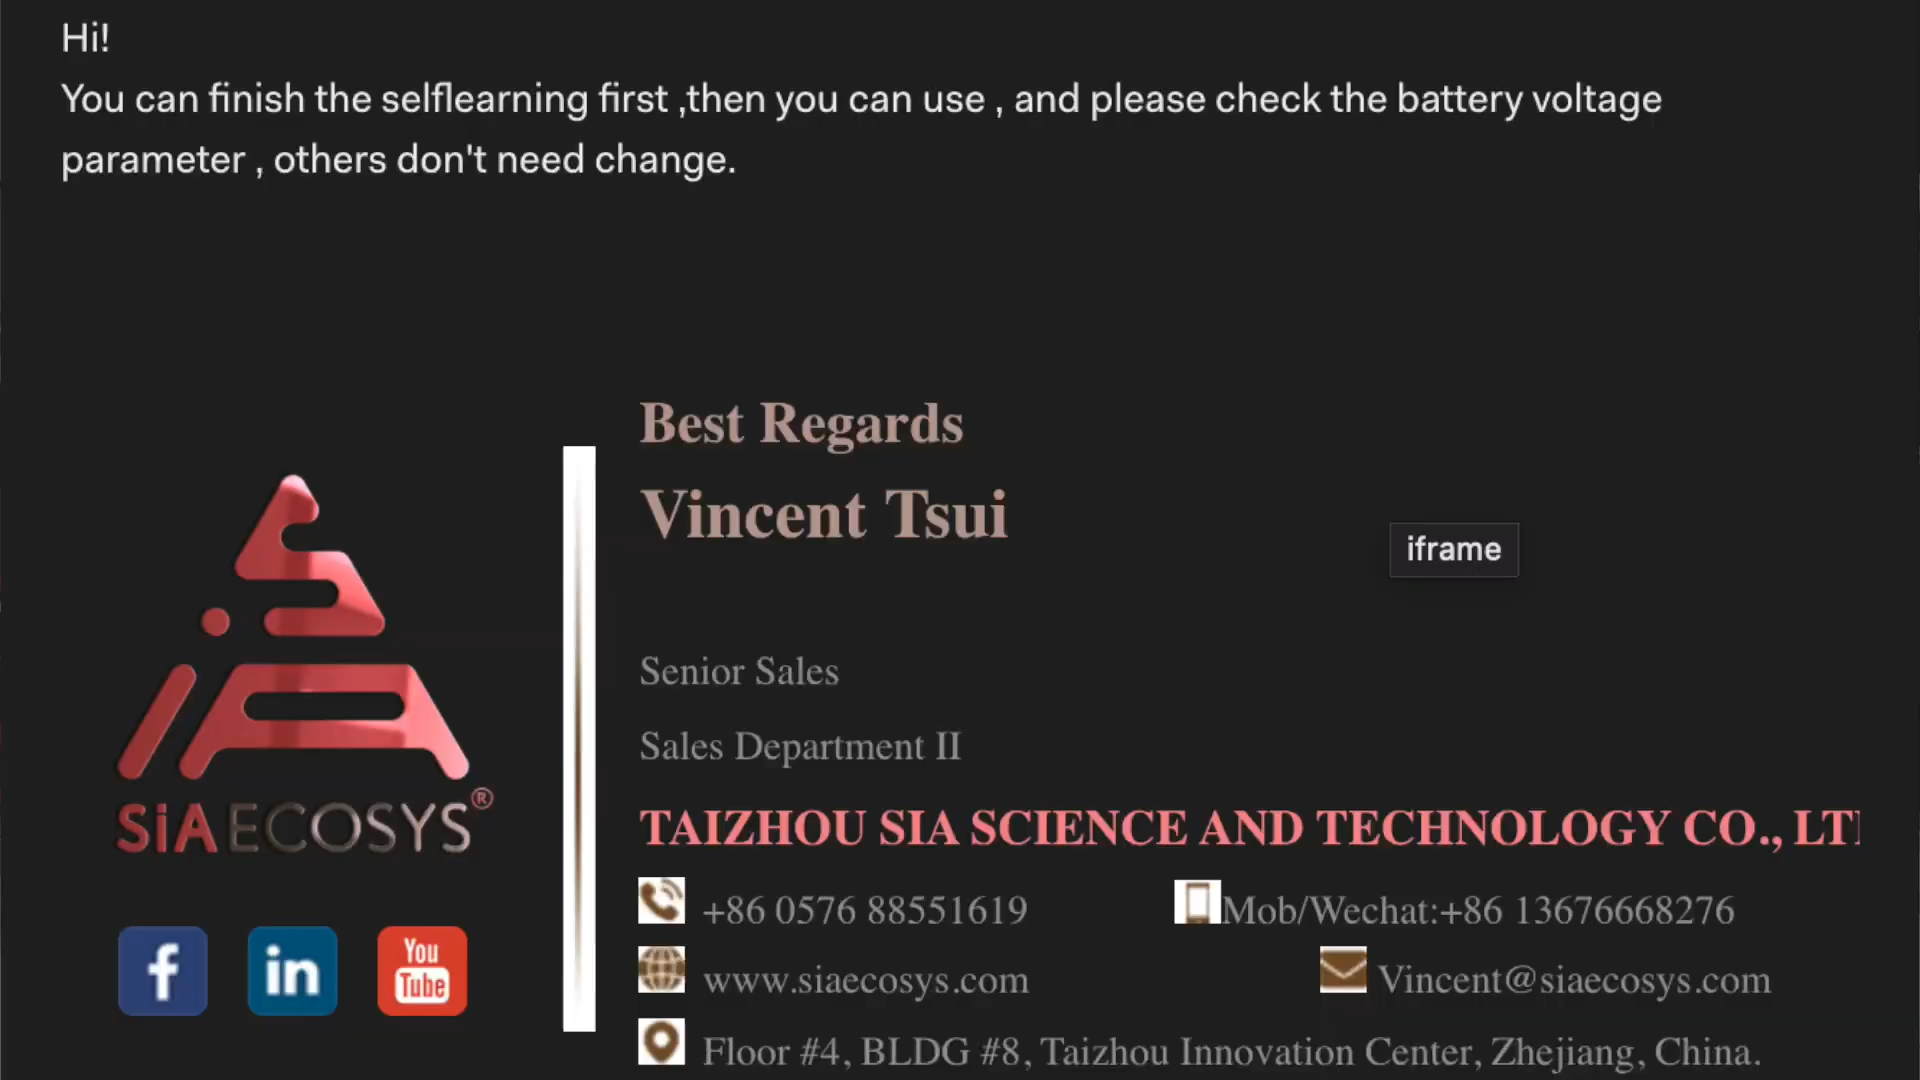 Hi!
You can finish the selflearning first ,then you can use , and please check the battery voltage
parameter , others don't need change.
Best Regards
Vincent Tsui
iframe
Senior Sales
Sales Department II
TAIZHOU SIA SCIENCE AND TECHNOLOGY CO., LT
SiAECOSYS®
+86 0576 88551619
Mob/Wechat:+86 13676668276
www.siaecosys.com
Vincent@siaecosys.com
f
in
You
Tube
Floor #4, BLDG #8, Taizhou Innovation Center, Zhejiang, China.